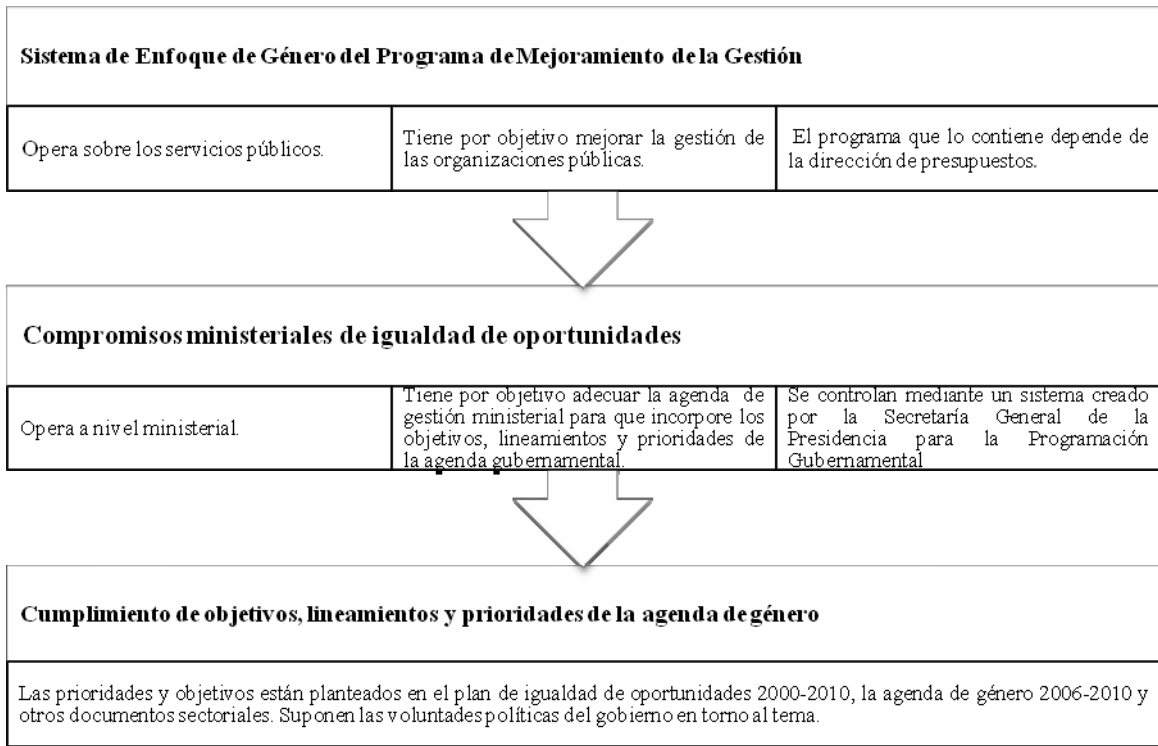 Sistema de Enfoque de Género del Programa de Mejoramiento de la Gestión
Opera sobre los servicios públicos.
Tiene por objetivo mejorar la gestión de
las organizaciones públicas.
El programa que lo contiene depende de
la dirección de presupuestos.
Compromisos ministeriales de igualdad de oportunidades
Opera a nivel ministerial.
Tiene por objetivo adecuar la agenda de
gestión ministerial para que incorpore los
objetivos, lineamientos y prioridades de
la agenda gubernamental.
Se controlan mediante un sistema creado
por la Secretaría General de la
Presidencia para la Programación
Gubernamental
Cumplimiento de objetivos, lineamientos y prioridades de la agenda de género
Las prioridades y objetivos están planteados en el plan de igualdad de oportunidades 2000-2010, la agenda de género 2006-2010 y
otros documentos sectoriales. Suponen las voluntades políticas del gobierno en torno al tema.